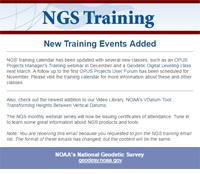 NGS Training
New Training Events Added
NGS' training calendar has been updated with several new classes, such as an OPUS
Projects Manager's Training webinar in December and a Geodetic Digital Leveling class
next March. A follow up to the first OPUS Projects User Forum has been scheduled for
November. Please visit the training calendar for more information about these and other
classes.
Also, check out the newest addition to our Video Library, NOAA's VDatum Tool:
Transforming Heights Between Vertical Datums.
The NGS monthly webinar series will now be issuing certificates of attendance. Tune in
to learn some great information about NGS products and tools.
Note: You are receiving this email because you requested to join the NGS training email
list. The format of these emails has changed, but the content will be the same.
NOAA's National Geodetic Survey
geodesy.noaa.gov